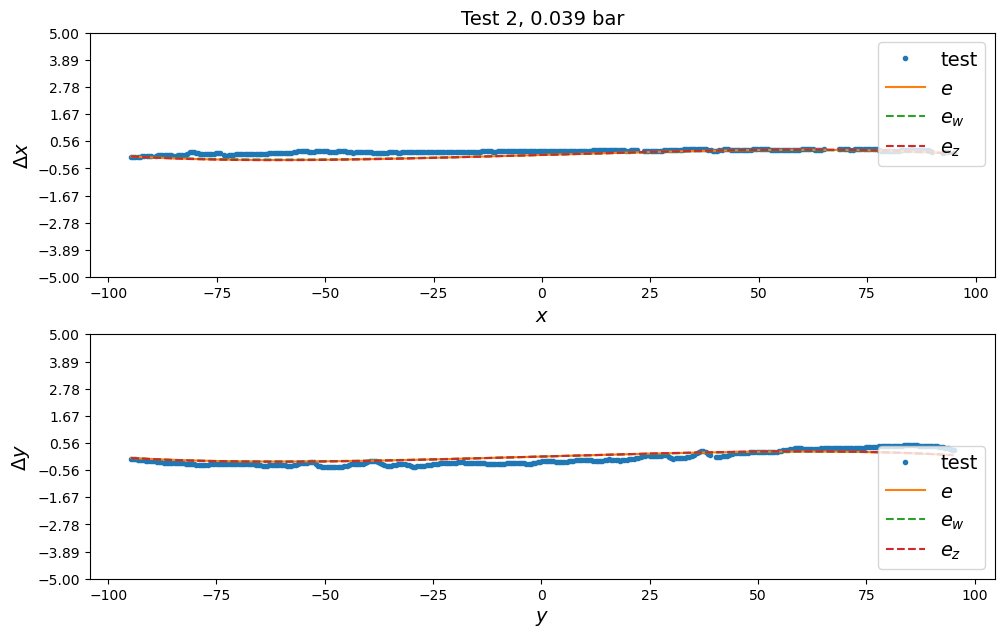 Test 2, 0.039 bar
5.00
3.89
2.78
1.67
0.56
−0.56
−1.67
−2.78
−3.89
−5.00
Δx
test
e
e_w
e_z
−100 −75 −50 −25 0 25 50 75 100
x
5.00
3.89
2.78
1.67
0.56
−0.56
−1.67
−2.78
−3.89
−5.00
Δy
test
e
e_w
e_z
−100 −75 −50 −25 0 25 50 75 100
y